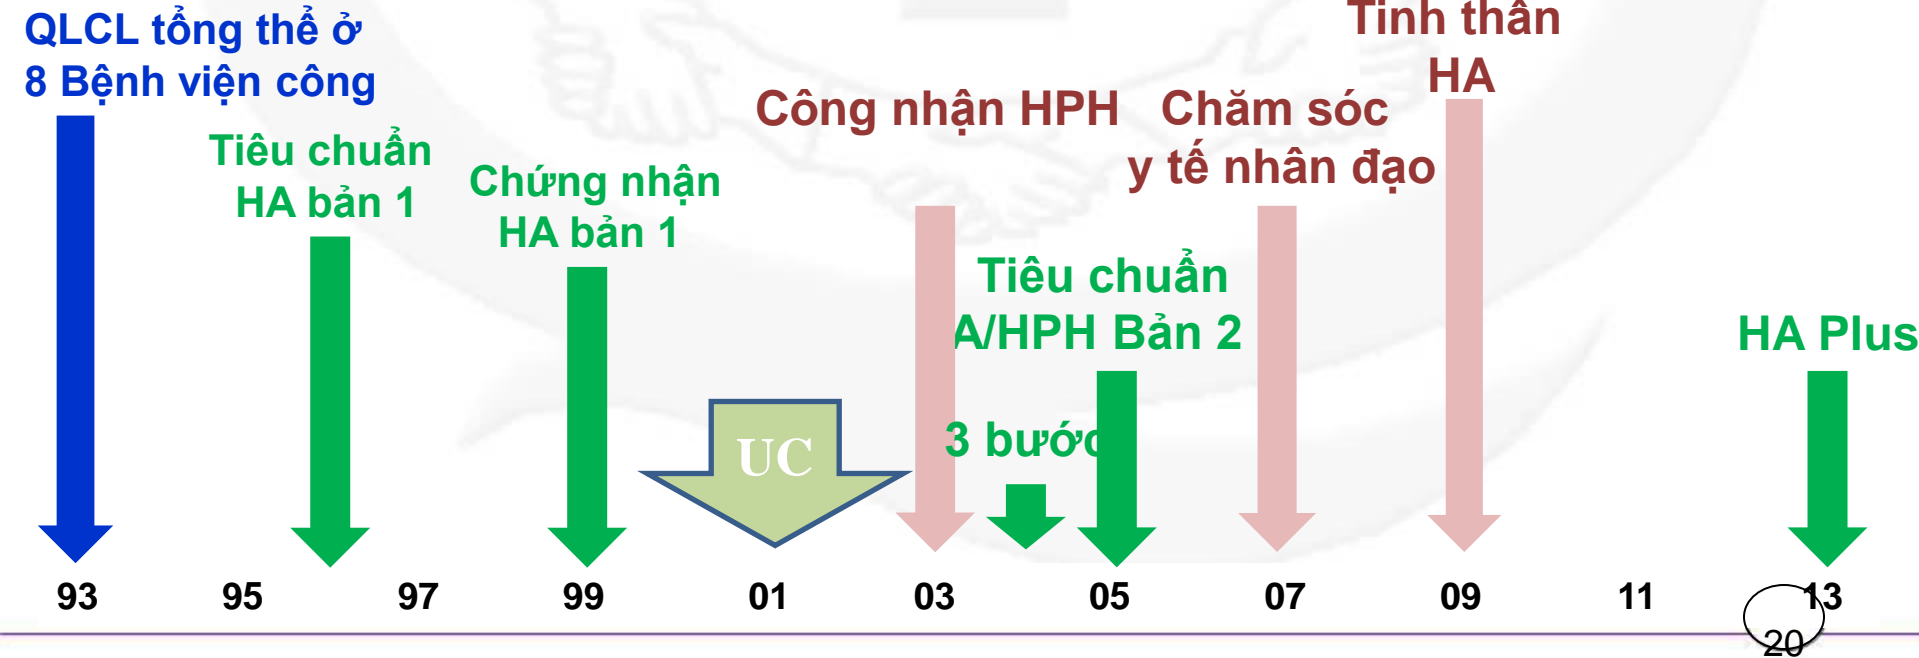 QLCL tổng thể ở
8 Bệnh viện công
Tiêu chuẩn
HA bản 1
Chứng nhận
HA bản 1
UC
Công nhận HPH
3 bước
Tiêu chuẩn
A/HPH Bản 2
Chăm sóc
y tế nhân đạo
Tinh thần
HA
HA Plus
93 95 97 99 01 03 05 07 09 11 13
20